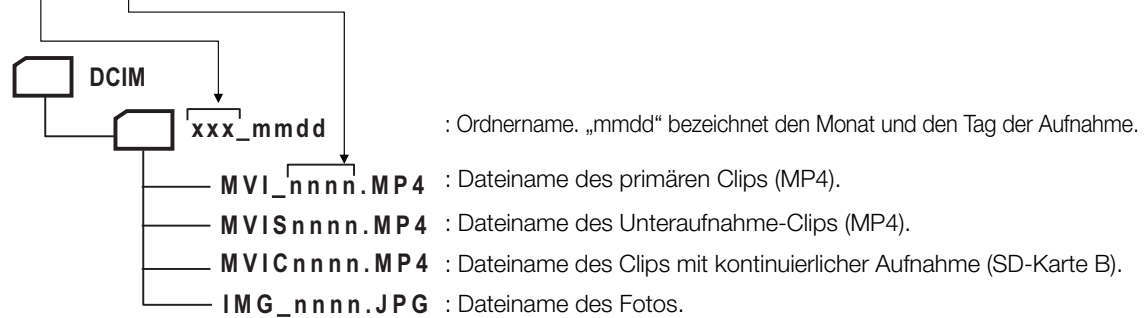 DCIM
xxx_mmdd : Ordnername. „mmdd“ bezeichnet den Monat und den Tag der Aufnahme.
MVI_nnnn.MP4 : Dateiname des primären Clips (MP4).
MVISnnnn.MP4 : Dateiname des Unteraufnahme-Clips (MP4).
MVICnnnn.MP4 : Dateiname des Clips mit kontinuierlicher Aufnahme (SD-Karte B).
IMG_nnnn.JPG : Dateiname des Fotos.